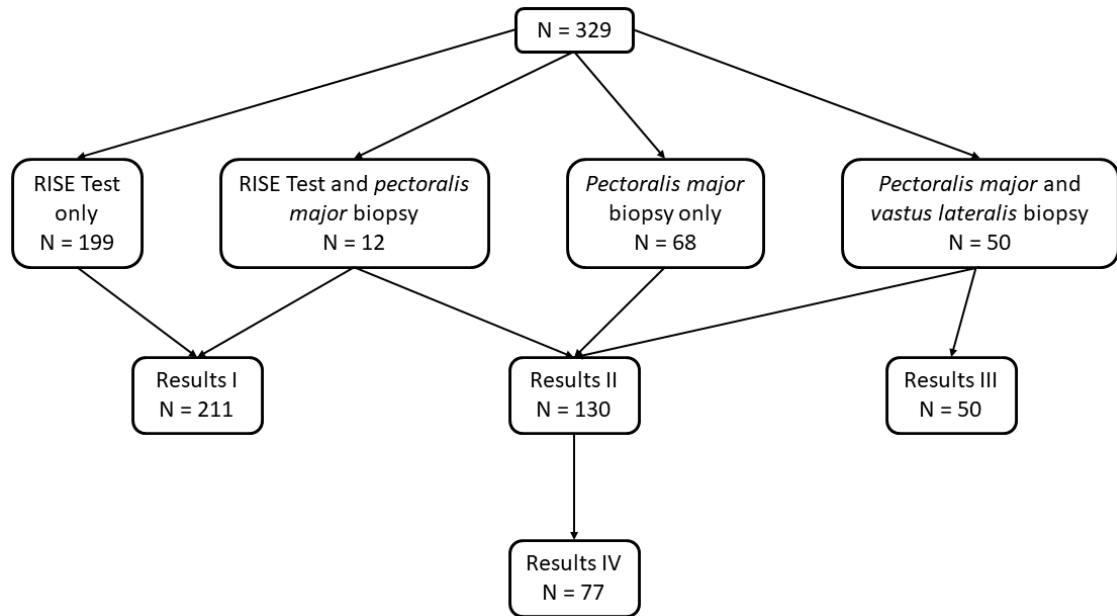 N = 329
RISE Test
only
N = 199
RISE Test and pectoralis
major biopsy
N = 12
Pectoralis major
biopsy only
N = 68
Pectoralis major and
vastus lateralis biopsy
N = 50
Results I
N = 211
Results II
N = 130
Results III
N = 50
Results IV
N = 77